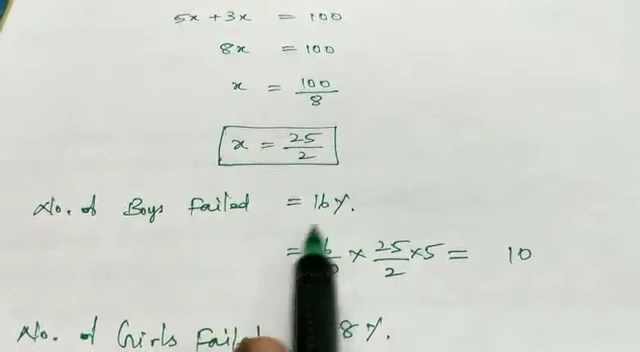 5x + 3x = 100
8x = 100
x = 100/8
x = 25/2
No. of Boys Failed = 16%.
= × 25/2 × 5 = 10
No. of Girls Failed 8%.